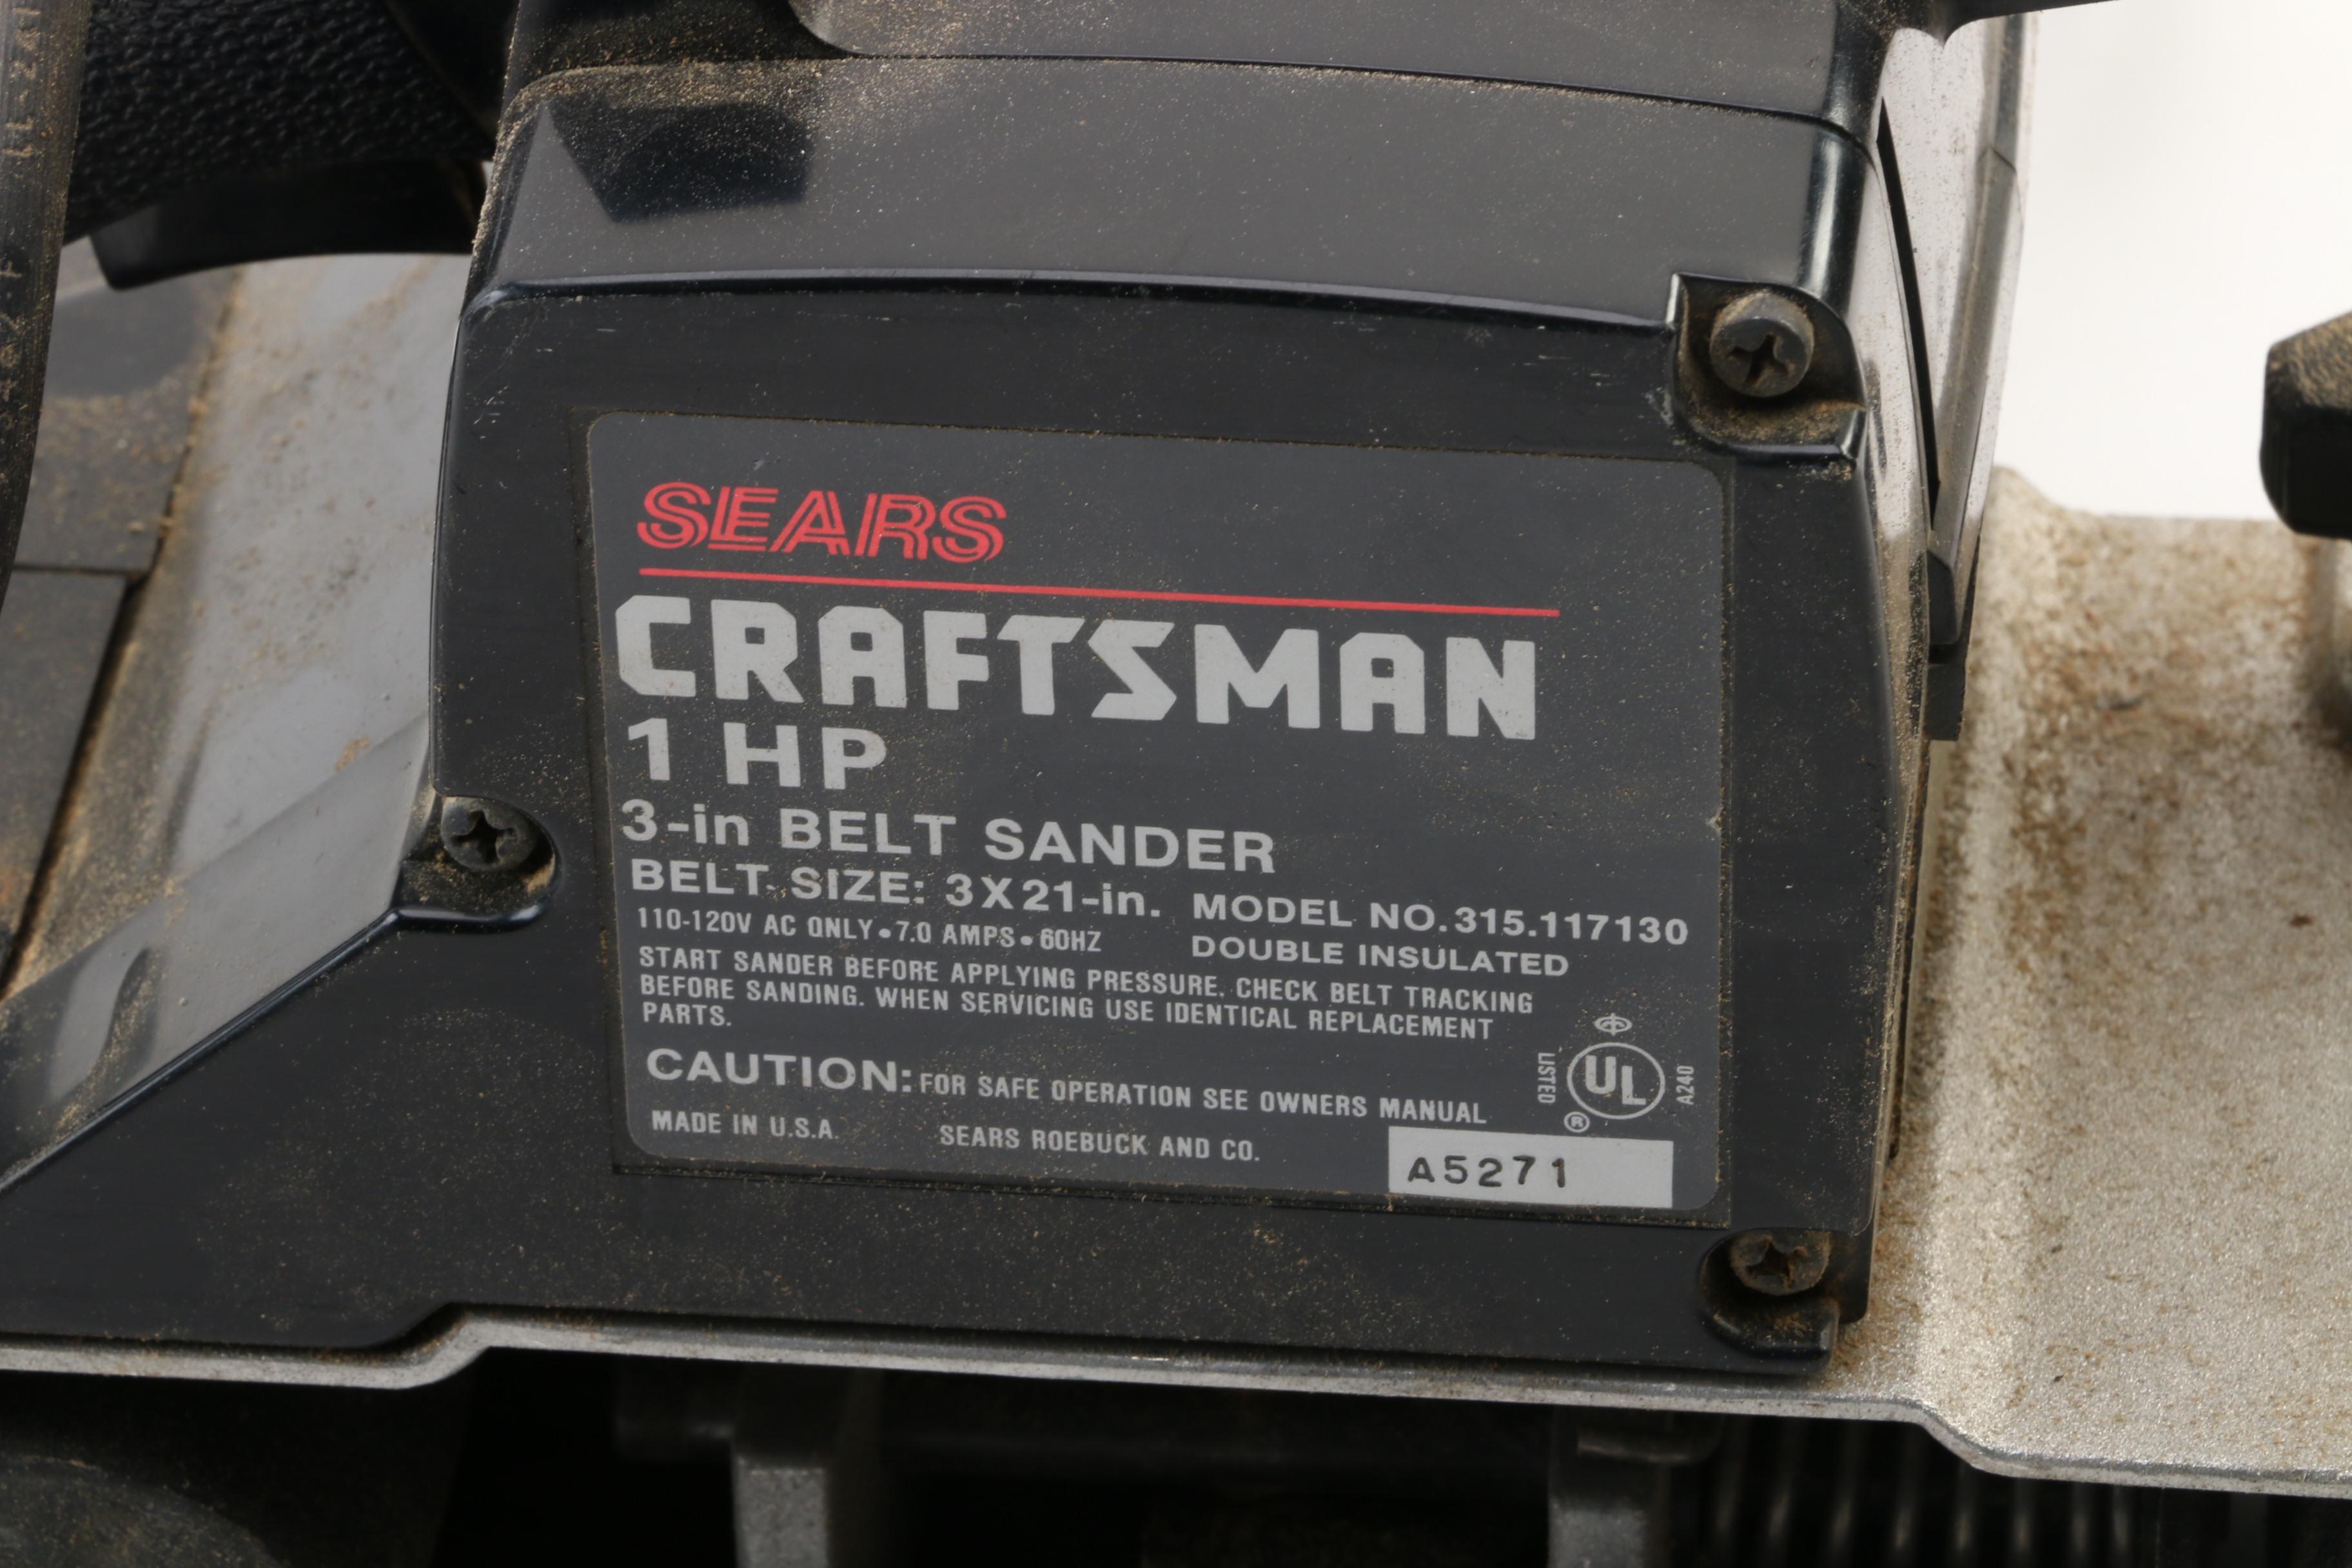 SEARS
CRAFTSMAN
1 HP
3-in BELT SANDER
BELT SIZE: 3X21-in. MODEL NO. 315.117130
110-120V AC ONLY • 7.0 AMPS • 60HZ DOUBLE INSULATED
START SANDER BEFORE APPLYING PRESSURE. CHECK BELT TRACKING
BEFORE SANDING. WHEN SERVICING USE IDENTICAL REPLACEMENT
PARTS.
CAUTION: FOR SAFE OPERATION SEE OWNERS MANUAL
LISTED
UL
®
A240
MADE IN U.S.A. SEARS ROEBUCK AND CO.
A5271